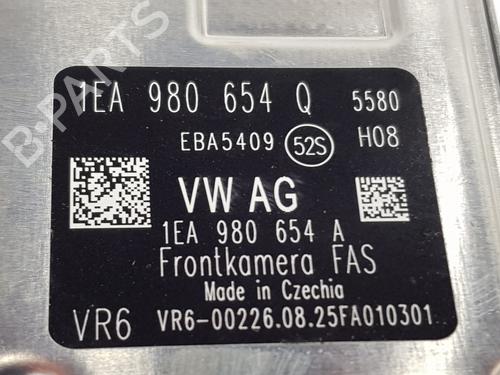 B-PARTS
1EA 980 654 Q 5580
EBA5409 52S H08
VW AG
1EA 980 654 A
Frontkamera FAS
Made in Czechia
VR6 VR6-00226.08.25FA010301